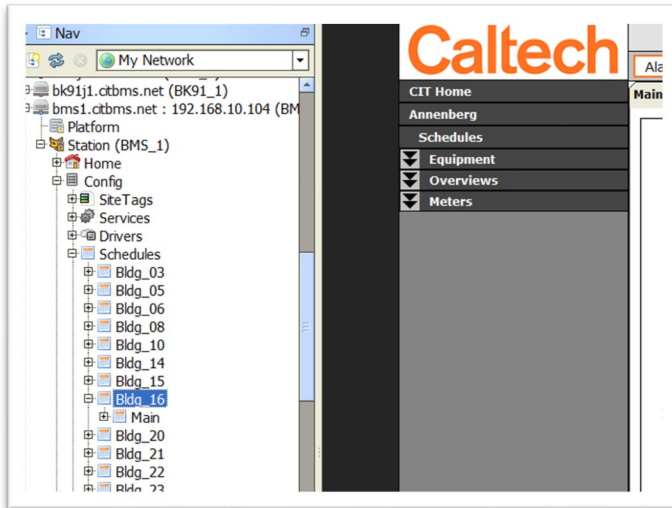 Nav
My Network
bk91j1.citbms.net (BK91_1)
bms1.citbms.net : 192.168.10.104 (BM
Platform
Station (BMS_1)
Home
Config
SiteTags
Services
Drivers
Schedules
Bldg_03
Bldg_05
Bldg_06
Bldg_08
Bldg_10
Bldg_14
Bldg_15
Bldg_16
Main
Bldg_20
Bldg_21
Bldg_22
Bldg_23
Caltech
CIT Home
Annenberg
Schedules
Equipment
Overviews
Meters
Ala
Main